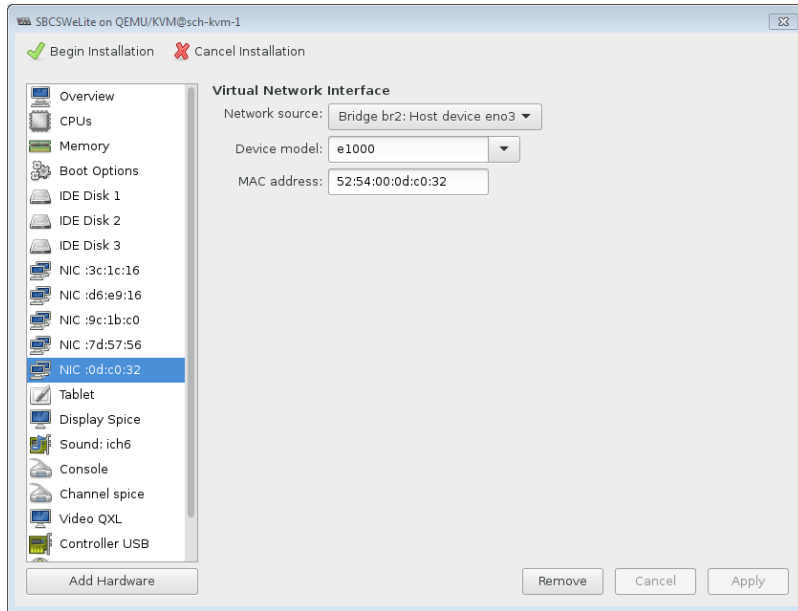 SBCSWeLite on QEMU/KVM@sch-kvm-1
Begin Installation Cancel Installation
Overview
CPUs
Memory
Boot Options
IDE Disk 1
IDE Disk 2
IDE Disk 3
NIC :3c:1c:16
NIC :d6:e9:16
NIC :9c:1b:c0
NIC :7d:57:56
NIC :0d:c0:32
Tablet
Display Spice
Sound: ich6
Console
Channel spice
Video QXL
Controller USB
Add Hardware
Virtual Network Interface
Network source: Bridge br2: Host device eno3
Device model: e1000
MAC address: 52:54:00:0d:c0:32
Remove Cancel Apply